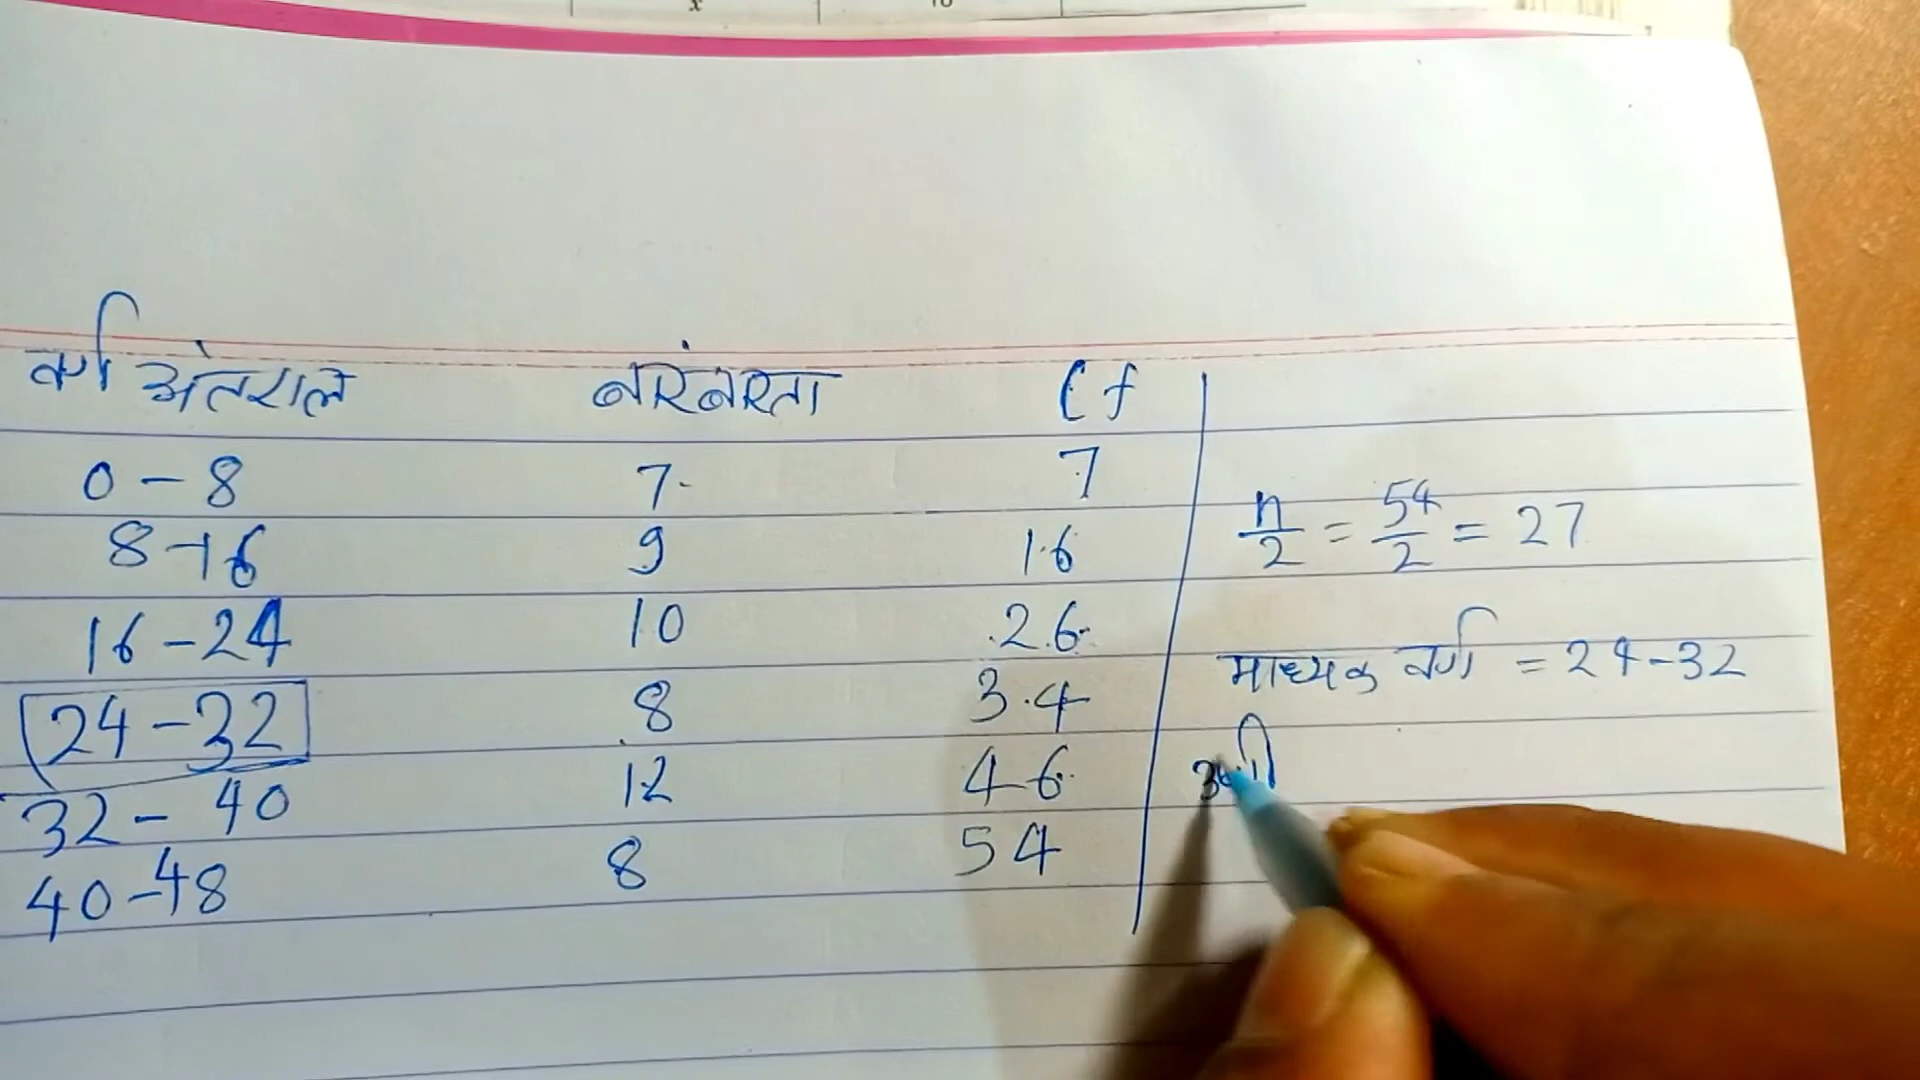 x 10
वर्ग अंतराल बारंबारता Cf
0-8 7 7
8-16 9 16
16-24 10 26
24-32 8 34
32-40 12 46
40-48 8 54
n/2 = 54/2 = 27
माध्यक वर्ग = 24-32